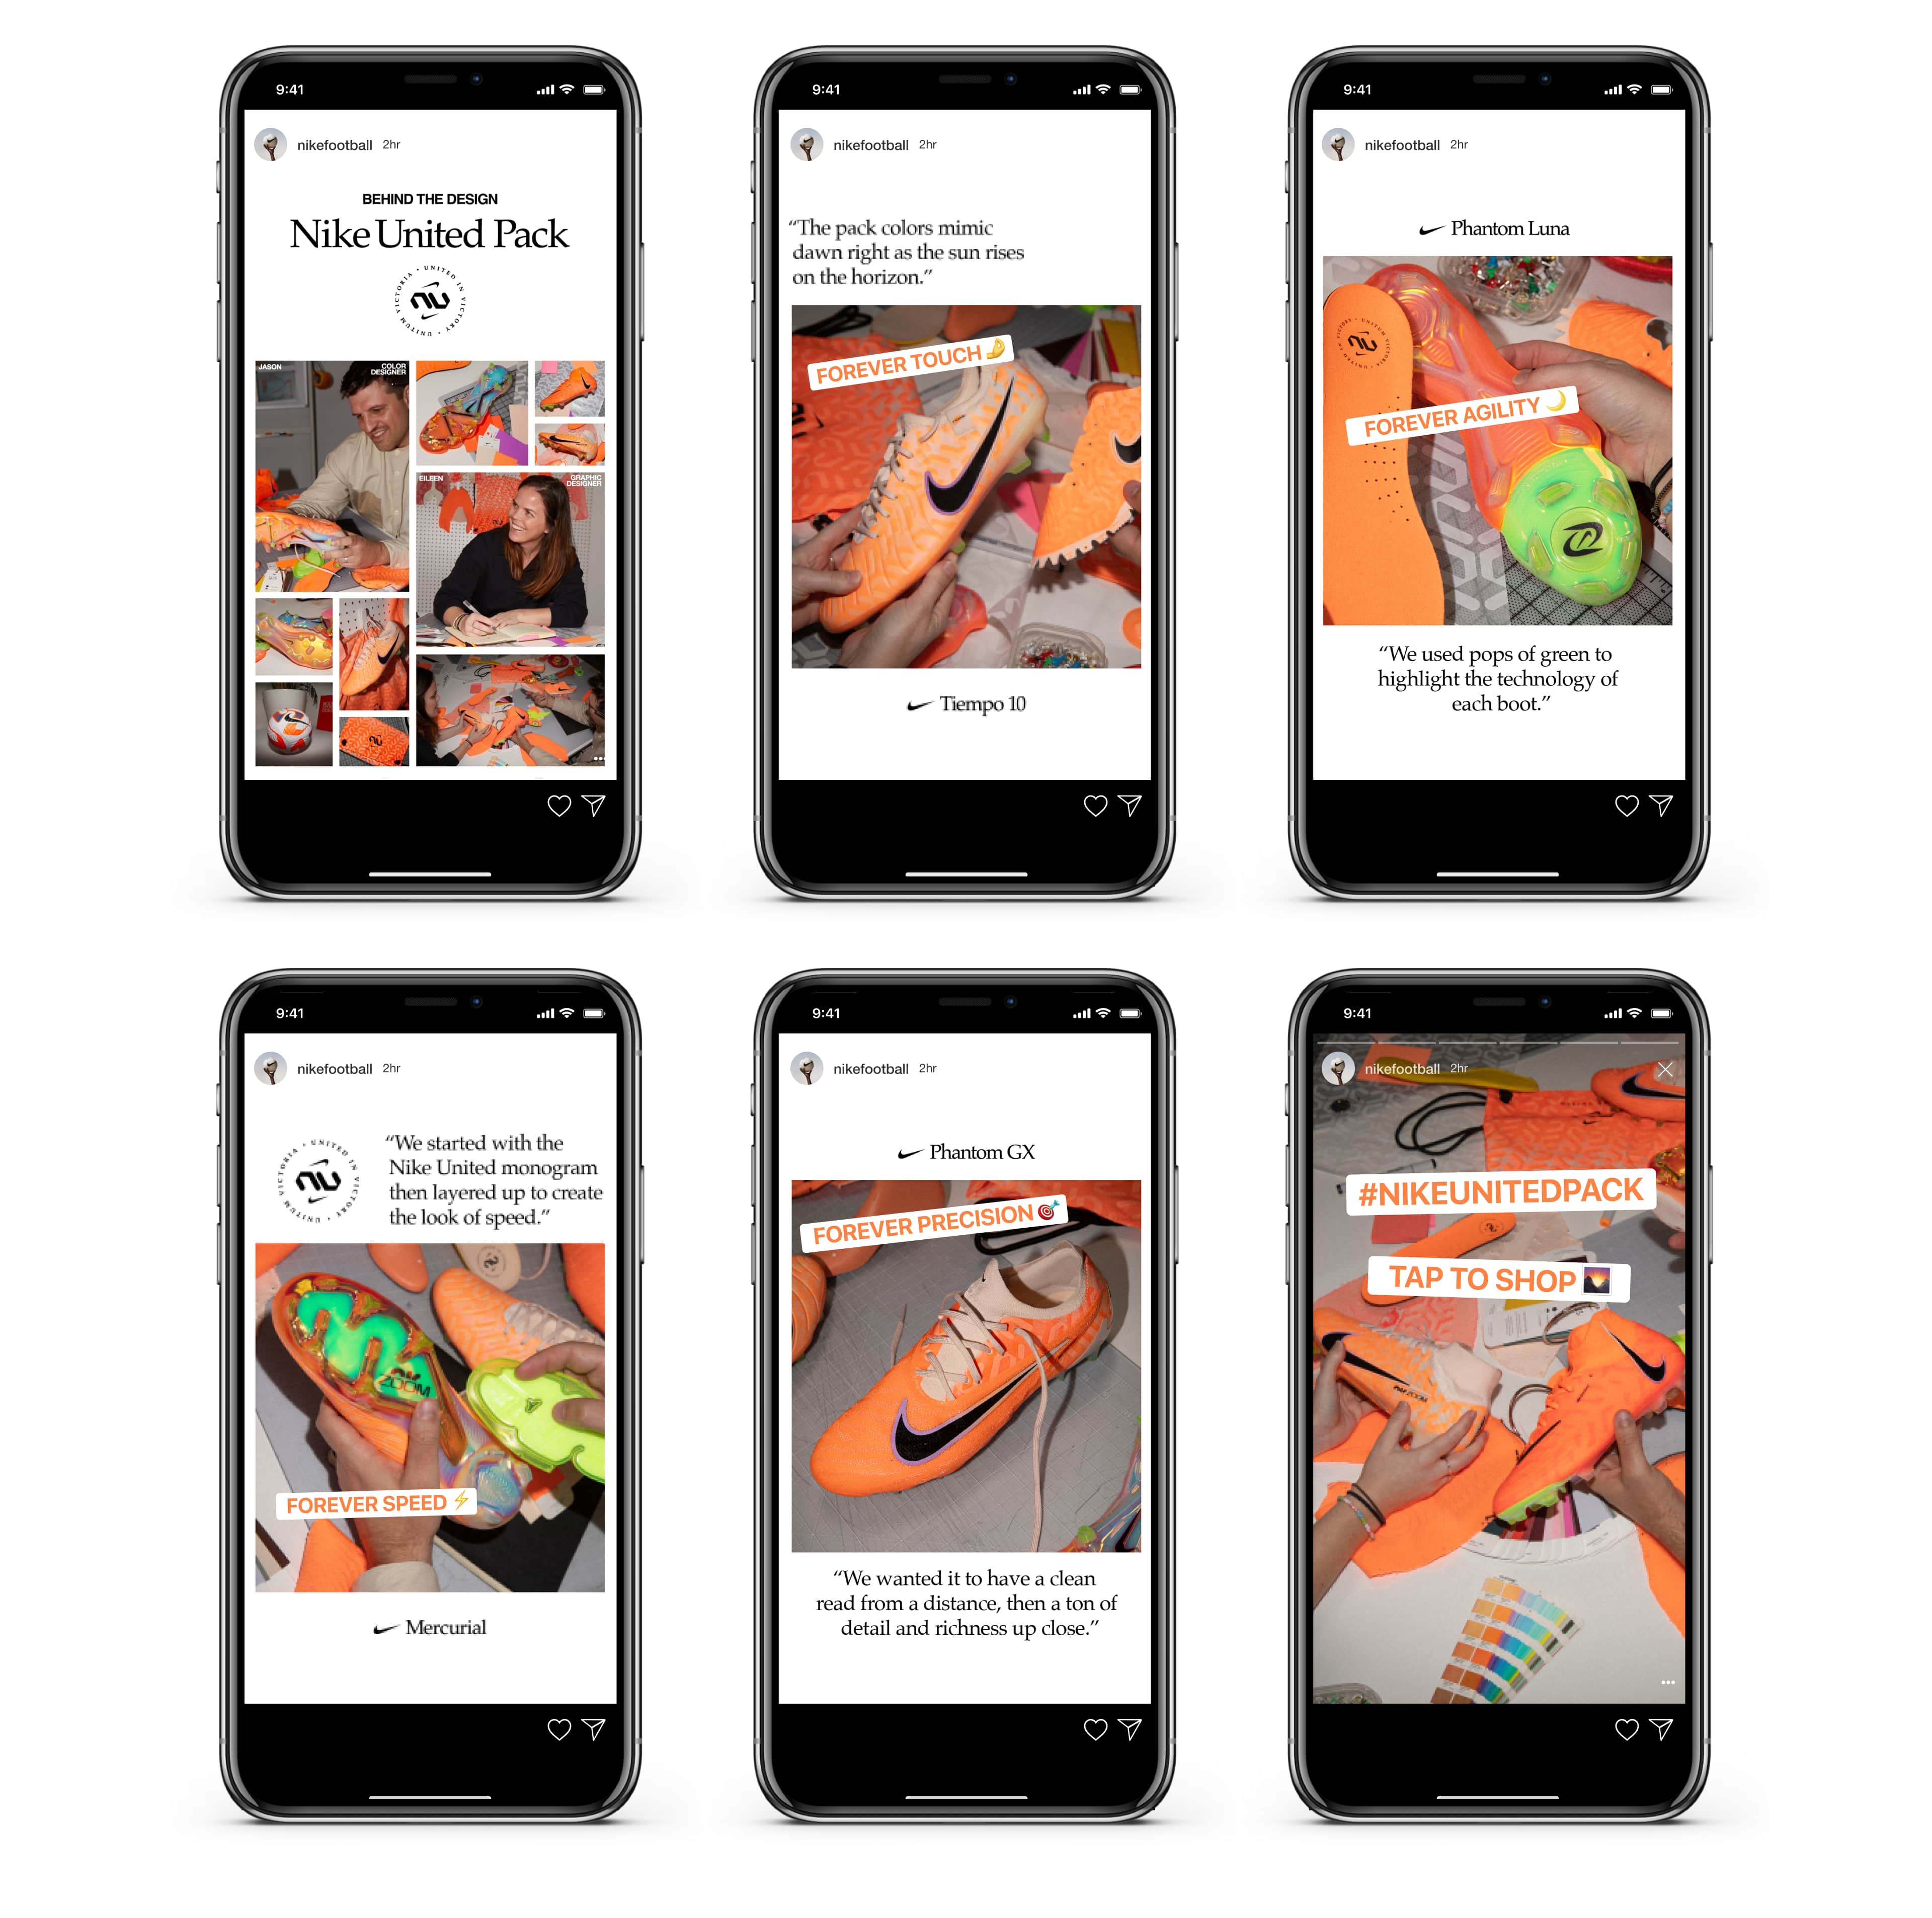 9:41
nikefootball 2hr
BEHIND THE DESIGN
Nike United Pack
UNITED IN VICTORY • UNITUM VICTORIA •
NU
JASON
COLOR
DESIGNER
EILEEN
GRAPHIC
DESIGNER
9:41
nikefootball 2hr
“The pack colors mimic
dawn right as the sun rises
on the horizon.”
FOREVER TOUCH 🤌
Tiempo 10
9:41
nikefootball 2hr
Phantom Luna
FOREVER AGILITY 🌙
“We used pops of green to
highlight the technology of
each boot.”
9:41
nikefootball 2hr
UNITED IN VICTORY • UNITUM VICTORIA •
NU
“We started with the
Nike United monogram
then layered up to create
the look of speed.”
ZOOM
FOREVER SPEED ⚡
Mercurial
9:41
nikefootball 2hr
Phantom GX
FOREVER PRECISION 🎯
“We wanted it to have a clean
read from a distance, then a ton of
detail and richness up close.”
9:41
nikefootball 2hr
#NIKEUNITEDPACK
TAP TO SHOP 🌄